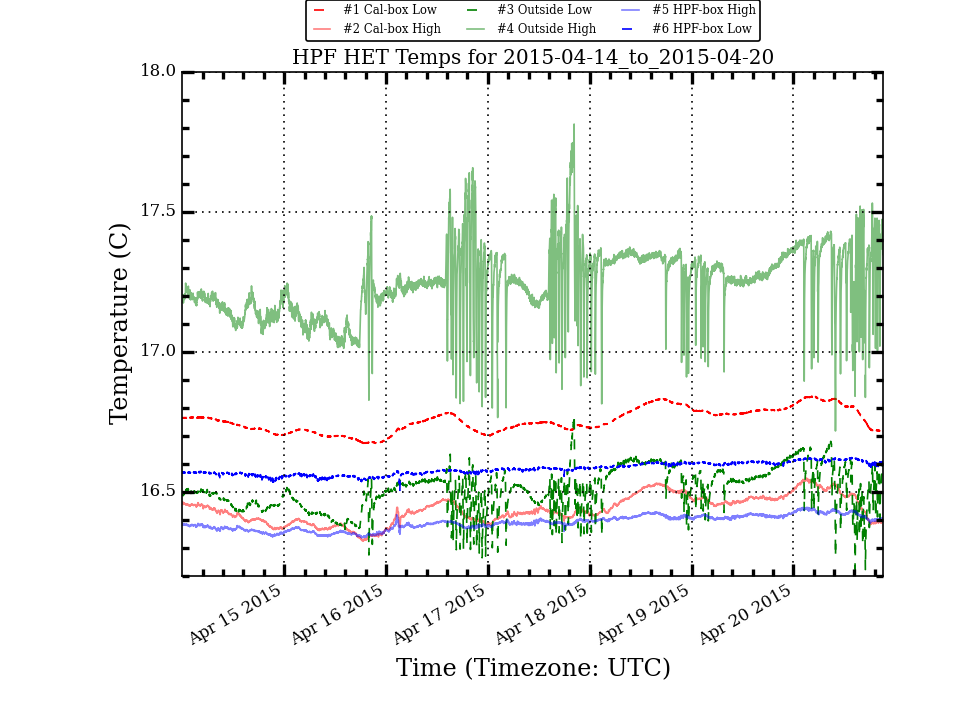 #1 Cal-box Low #3 Outside Low #5 HPF-box High
#2 Cal-box High #4 Outside High #6 HPF-box Low
HPF HET Temps for 2015-04-14_to_2015-04-20
18.0
17.5
17.0
16.5
Temperature (C)
Apr 15 2015 Apr 16 2015 Apr 17 2015 Apr 18 2015 Apr 19 2015 Apr 20 2015
Time (Timezone: UTC)